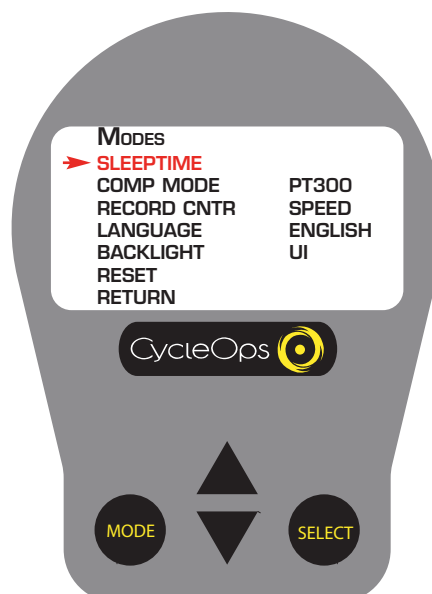 MODES
SLEEPTIME
COMP MODE PT300
RECORD CNTR SPEED
LANGUAGE ENGLISH
BACKLIGHT UI
RESET
RETURN
CycleOps
MODE SELECT